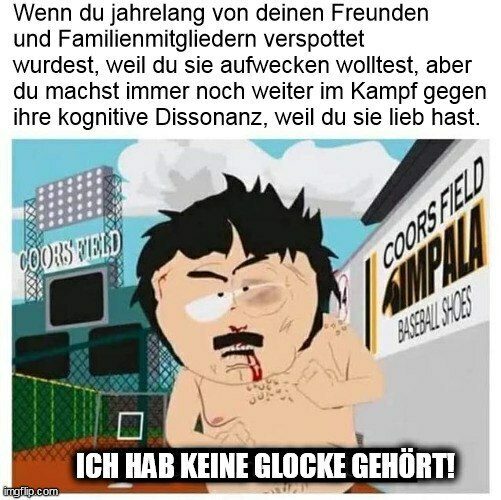 Wenn du jahrelang von deinen Freunden
und Familienmitgliedern verspottet
wurdest, weil du sie aufwecken wolltest, aber
du machst immer noch weiter im Kampf gegen
ihre kognitive Dissonanz, weil du sie lieb hast.
COORS FIELD
COORS FIELD
IMPALA
BASEBALL SHOES
ICH HAB KEINE GLOCKE GEHÖRT!
imgflip.com